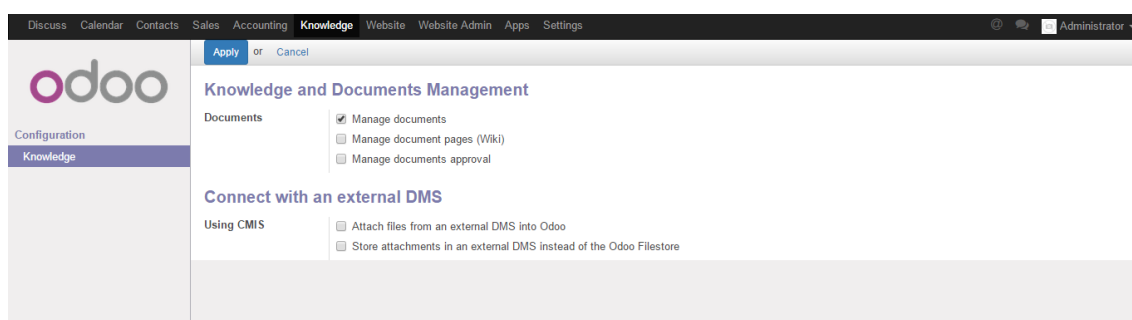 Discuss Calendar Contacts Sales Accounting Knowledge Website Website Admin Apps Settings @ Administrator
odoo
Apply or Cancel
Knowledge and Documents Management
Documents Manage documents
Configuration
Manage document pages (Wiki)
Knowledge
Manage documents approval
Connect with an external DMS
Using CMIS Attach files from an external DMS into Odoo
Store attachments in an external DMS instead of the Odoo Filestore